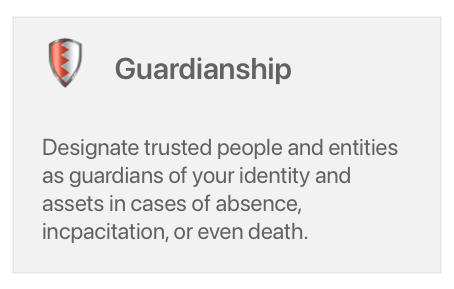 Guardianship
Designate trusted people and entities
as guardians of your identity and
assets in cases of absence,
incpacitation, or even death.